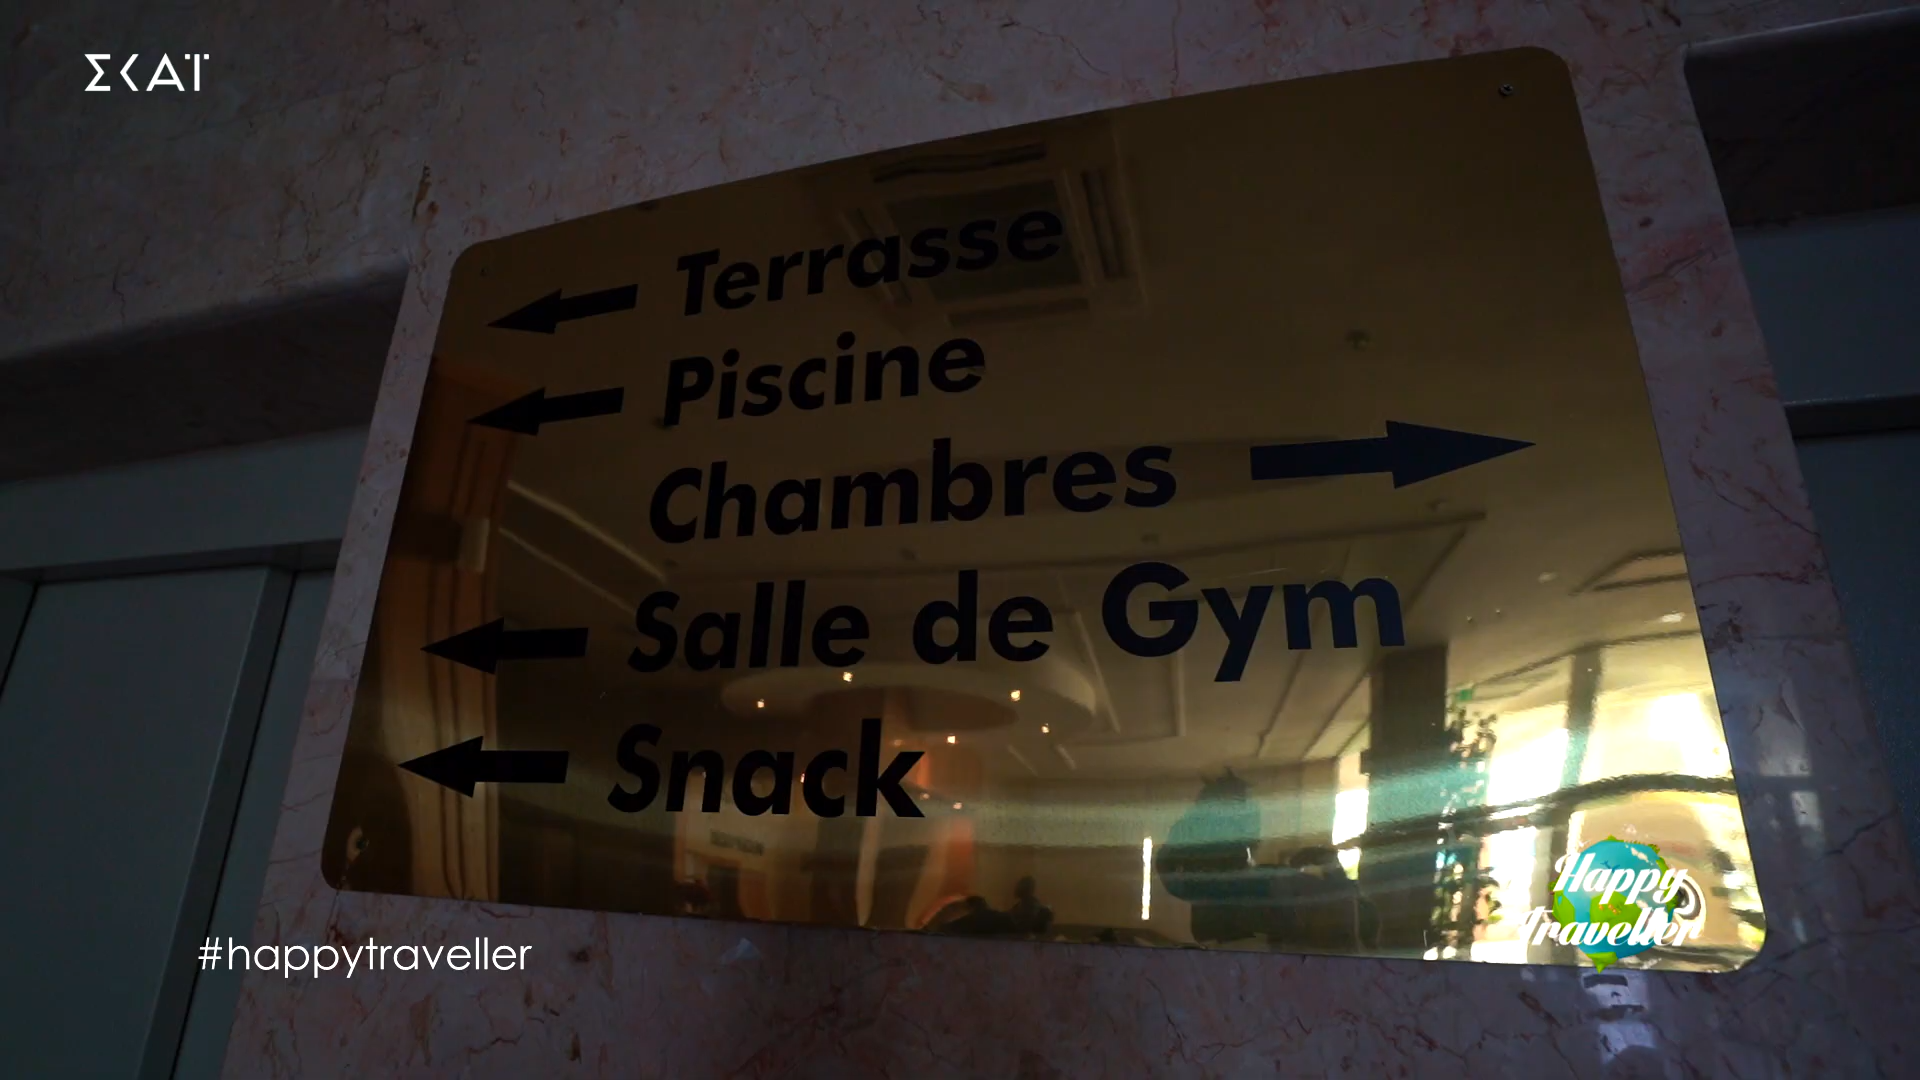 ΣΚΑΪ
Terrasse
Piscine
Chambres
Salle de Gym
Snack
Happy
Traveller
#happytraveller